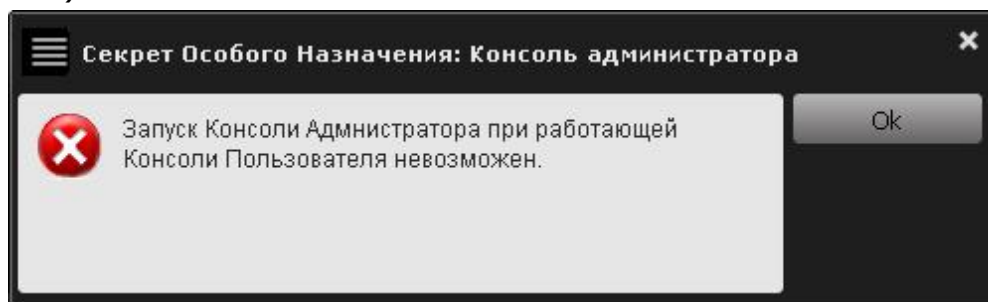 Секрет Особого Назначения: Консоль администратора
Запуск Консоли Адмнистратора при работающей
Консоли Пользователя невозможен.
Ok